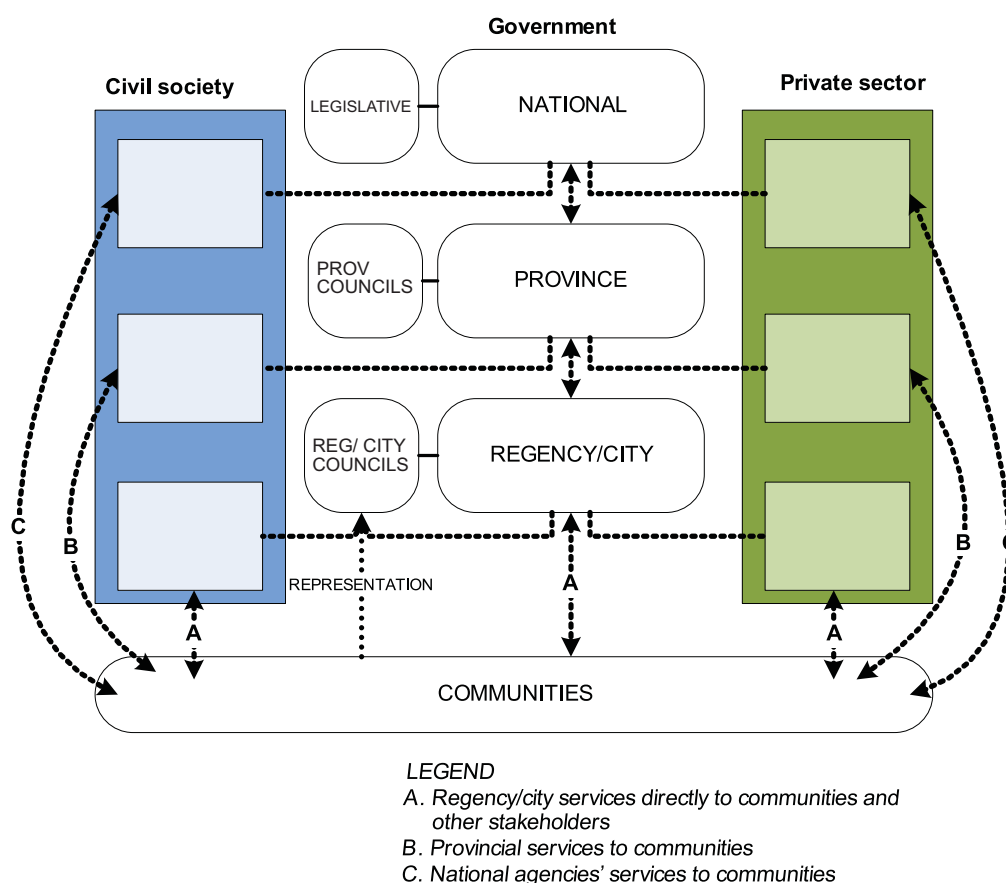 Government
Civil society
Private sector
LEGISLATIVE
NATIONAL
PROV
COUNCILS
PROVINCE
REG/ CITY
COUNCILS
REGENCY/CITY
C
B
A
REPRESENTATION
A
A
B
C
COMMUNITIES
LEGEND
A. Regency/city services directly to communities and
other stakeholders
B. Provincial services to communities
C. National agencies' services to communities